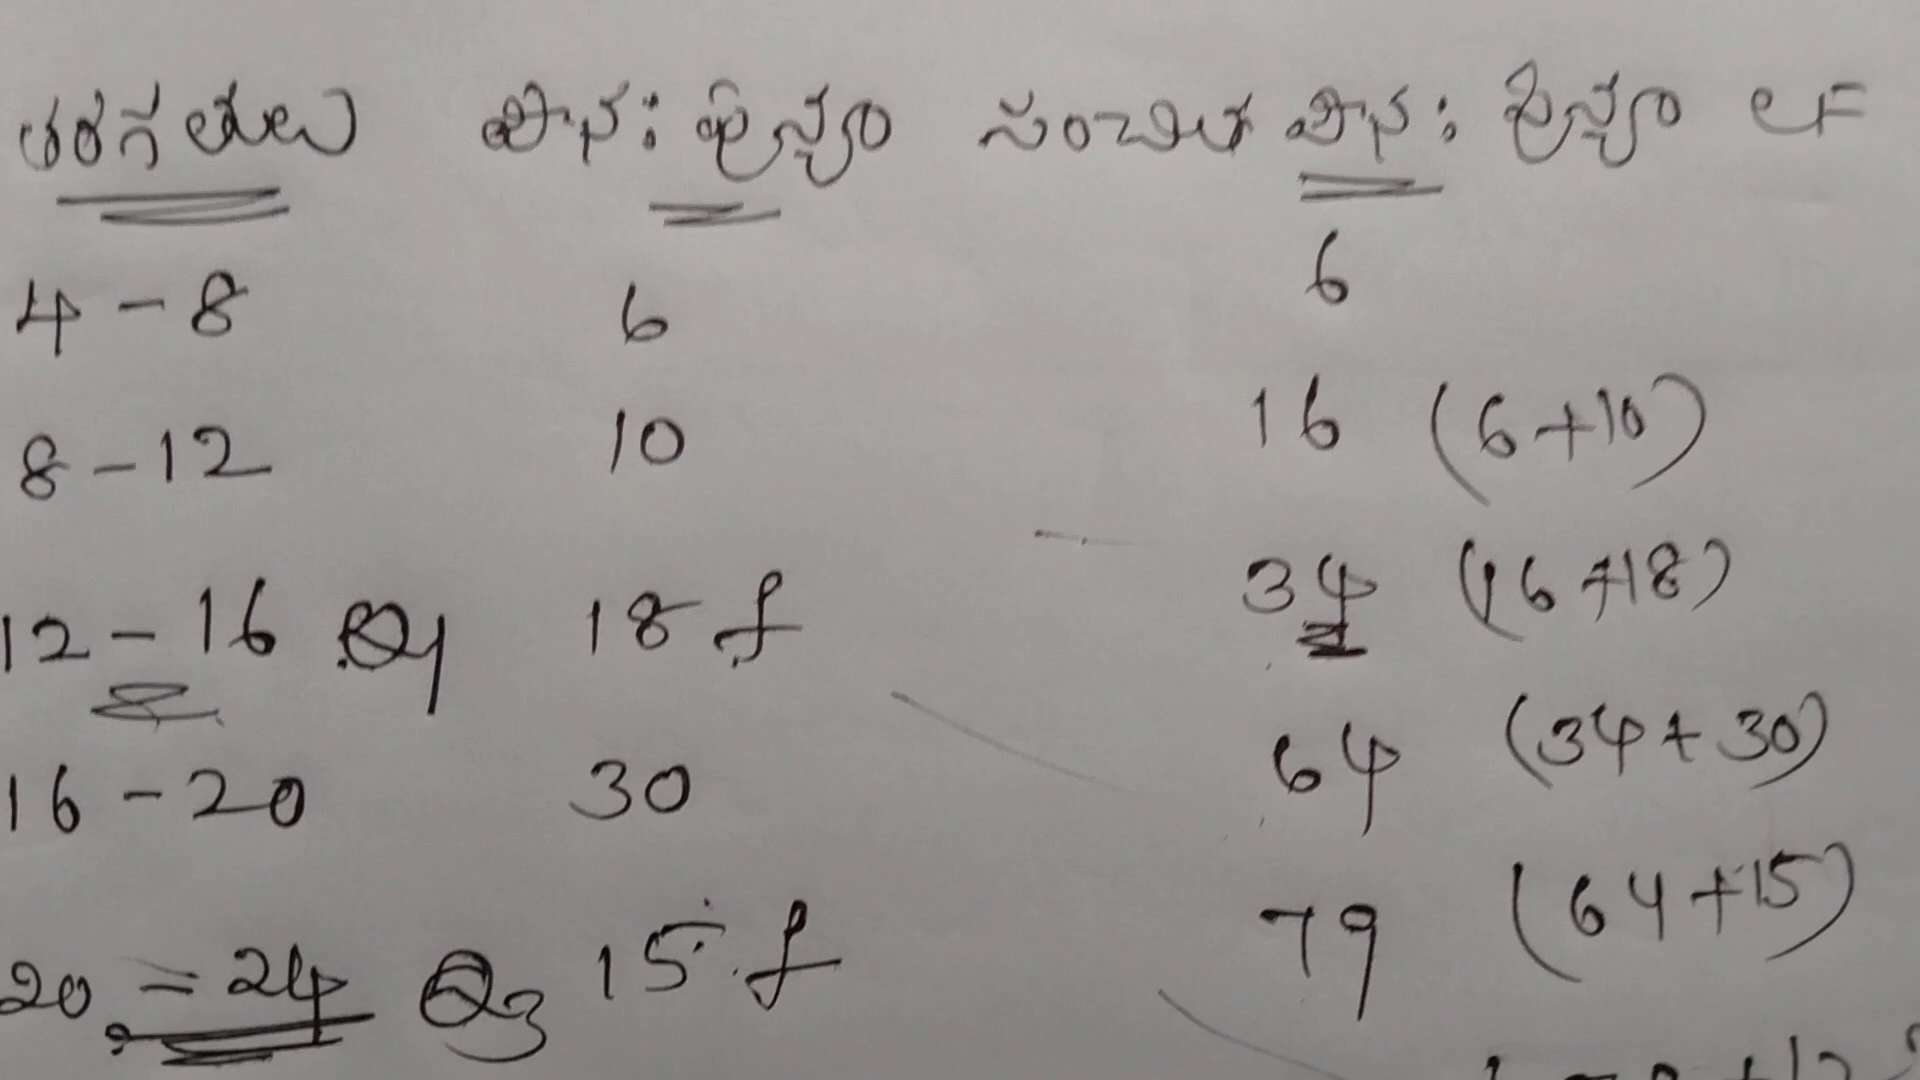 తరగతులు పౌన: పున్యం సంచిత పౌన: పున్యం CF
4 - 8 6 6
8 - 12 10 16 (6+10)
12 - 16 Q1 18 f 34 (16+18)
16 - 20 30 64 (34+30)
20 - 24 Q3 15 f 79 (64+15)